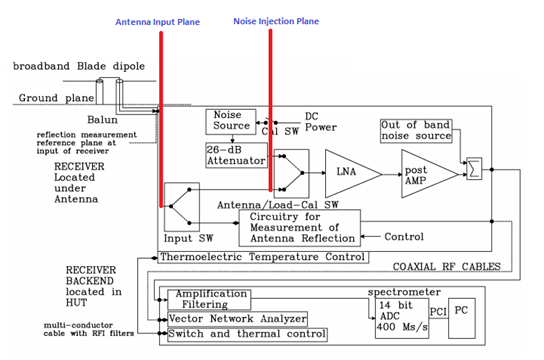 Antenna Input Plane
Noise Injection Plane
broadband Blade dipole
Ground plane
Balun
reflection measurement
reference plane at
input of receiver
RECEIVER
Located
under
Antenna
Noise
Source
Cal SW
DC
Power
26-dB
Attenuator
Out of band
noise source
LNA
post
AMP
Σ
Antenna/Load-Cal SW
Input SW
Circuitry for
Measurement of
Antenna Reflection
Control
Thermoelectric Temperature Control
COAXIAL RF CABLES
RECEIVER
BACKEND
located in
HUT
multi-conductor
cable with RFI filters
Amplification
Filtering
Vector Network Analyzer
Switch and thermal control
spectrometer
14 bit
ADC
400 Ms/s
PCI
PC